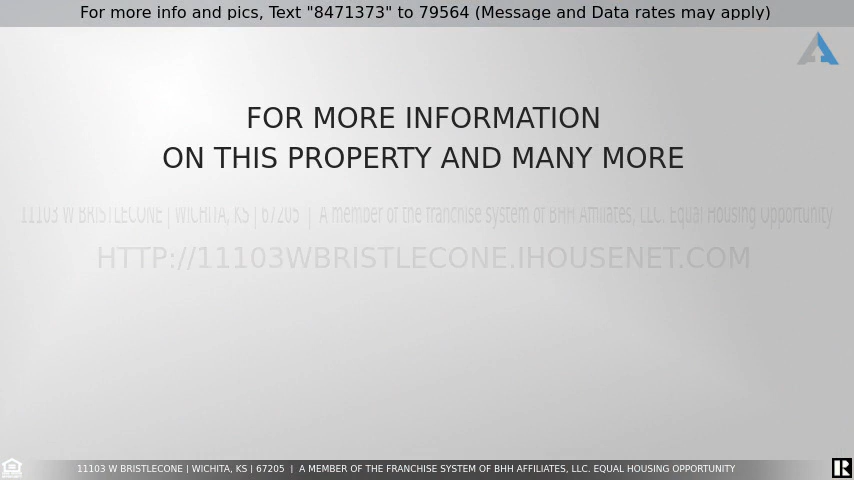 For more info and pics, Text "8471373" to 79564 (Message and Data rates may apply)
FOR MORE INFORMATION
ON THIS PROPERTY AND MANY MORE
11103 W BRISTLECONE | WICHITA, KS | 67205 | A member of the franchise system of BHH Affiliates, LLC. Equal Housing Opportunity
HTTP://11103WBRISTLECONE.IHOUSENET.COM
11103 W BRISTLECONE | WICHITA, KS | 67205 | A MEMBER OF THE FRANCHISE SYSTEM OF BHH AFFILIATES, LLC. EQUAL HOUSING OPPORTUNITY